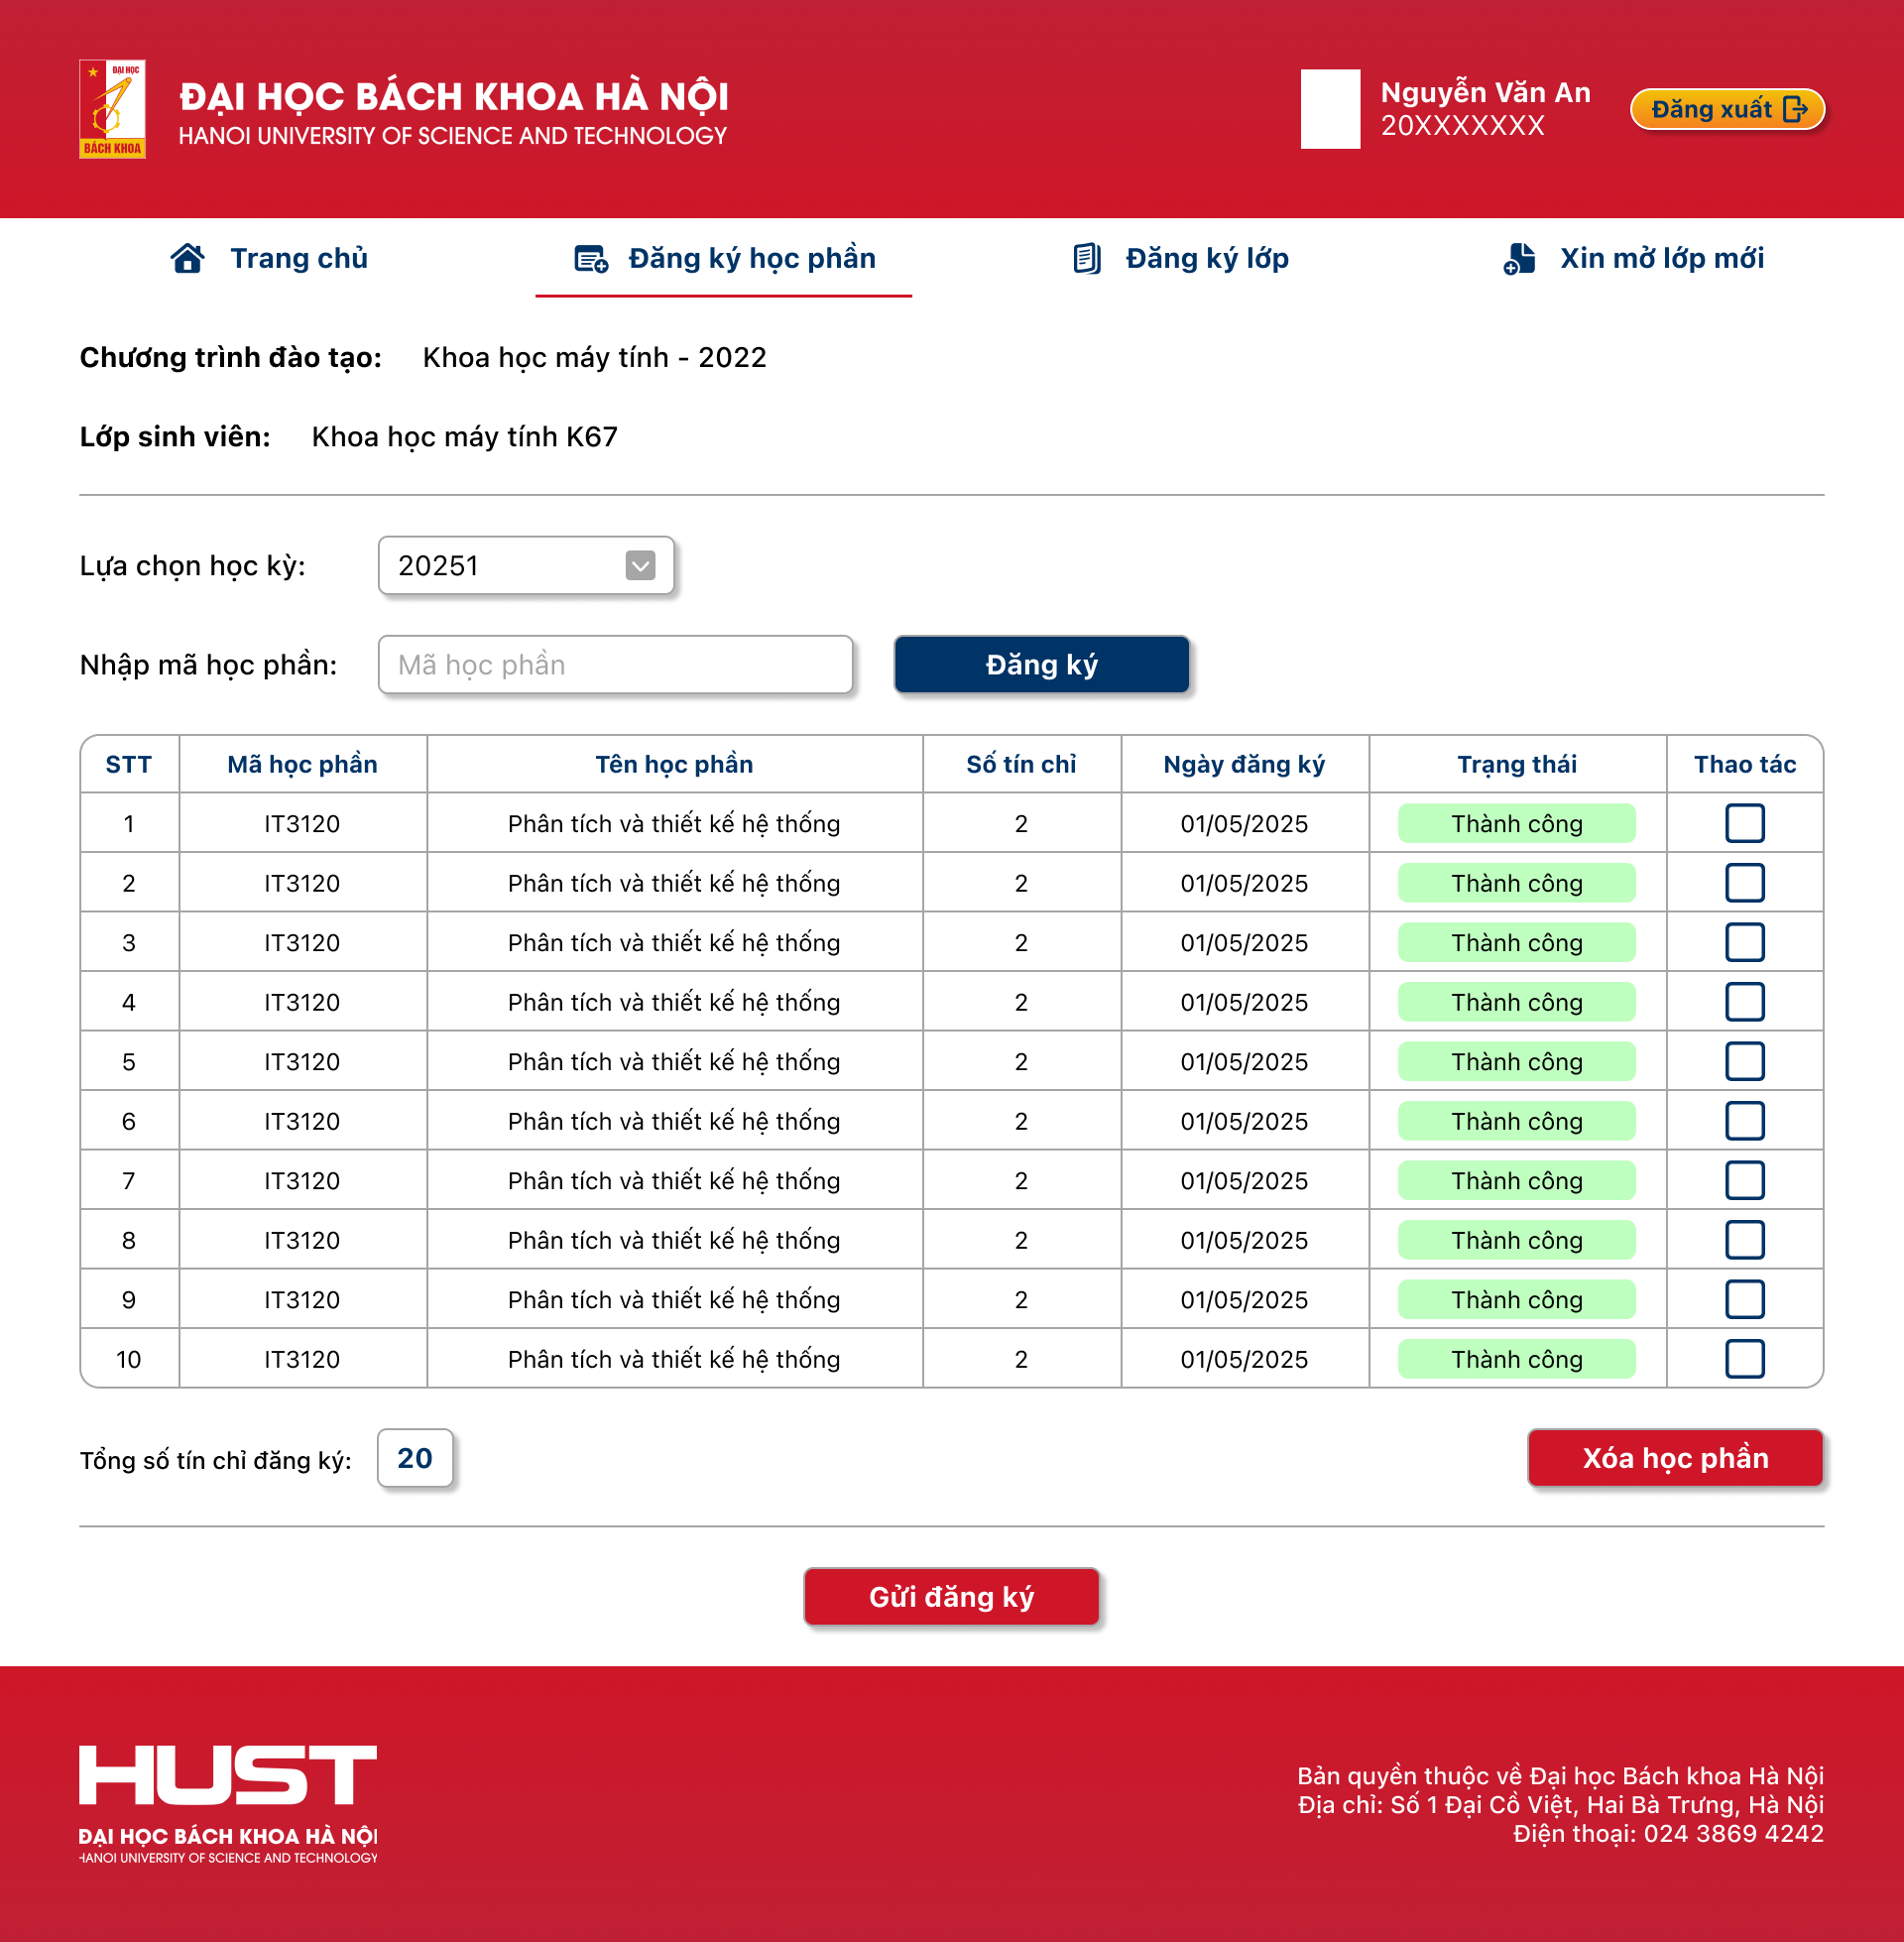 ĐẠI HỌC
BÁCH KHOA
ĐẠI HỌC BÁCH KHOA HÀ NỘI
HANOI UNIVERSITY OF SCIENCE AND TECHNOLOGY
Nguyễn Văn An
20XXXXXXX
Đăng xuất
Trang chủ
Đăng ký học phần
Đăng ký lớp
Xin mở lớp mới
Chương trình đào tạo: Khoa học máy tính - 2022
Lớp sinh viên: Khoa học máy tính K67
Lựa chọn học kỳ: 20251
Nhập mã học phần: Mã học phần Đăng ký
STT Mã học phần Tên học phần Số tín chỉ Ngày đăng ký Trạng thái Thao tác
1 IT3120 Phân tích và thiết kế hệ thống 2 01/05/2025 Thành công
2 IT3120 Phân tích và thiết kế hệ thống 2 01/05/2025 Thành công
3 IT3120 Phân tích và thiết kế hệ thống 2 01/05/2025 Thành công
4 IT3120 Phân tích và thiết kế hệ thống 2 01/05/2025 Thành công
5 IT3120 Phân tích và thiết kế hệ thống 2 01/05/2025 Thành công
6 IT3120 Phân tích và thiết kế hệ thống 2 01/05/2025 Thành công
7 IT3120 Phân tích và thiết kế hệ thống 2 01/05/2025 Thành công
8 IT3120 Phân tích và thiết kế hệ thống 2 01/05/2025 Thành công
9 IT3120 Phân tích và thiết kế hệ thống 2 01/05/2025 Thành công
10 IT3120 Phân tích và thiết kế hệ thống 2 01/05/2025 Thành công
Tổng số tín chỉ đăng ký: 20
Xóa học phần
Gửi đăng ký
HUST
ĐẠI HỌC BÁCH KHOA HÀ NỘI
HANOI UNIVERSITY OF SCIENCE AND TECHNOLOGY
Bản quyền thuộc về Đại học Bách khoa Hà Nội
Địa chỉ: Số 1 Đại Cồ Việt, Hai Bà Trưng, Hà Nội
Điện thoại: 024 3869 4242